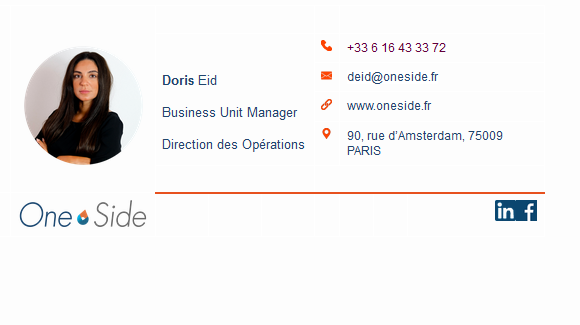 +33 6 16 43 33 72
Doris Eid
deid@oneside.fr
Business Unit Manager
www.oneside.fr
Direction des Opérations
90, rue d'Amsterdam, 75009
PARIS
One Side
in f